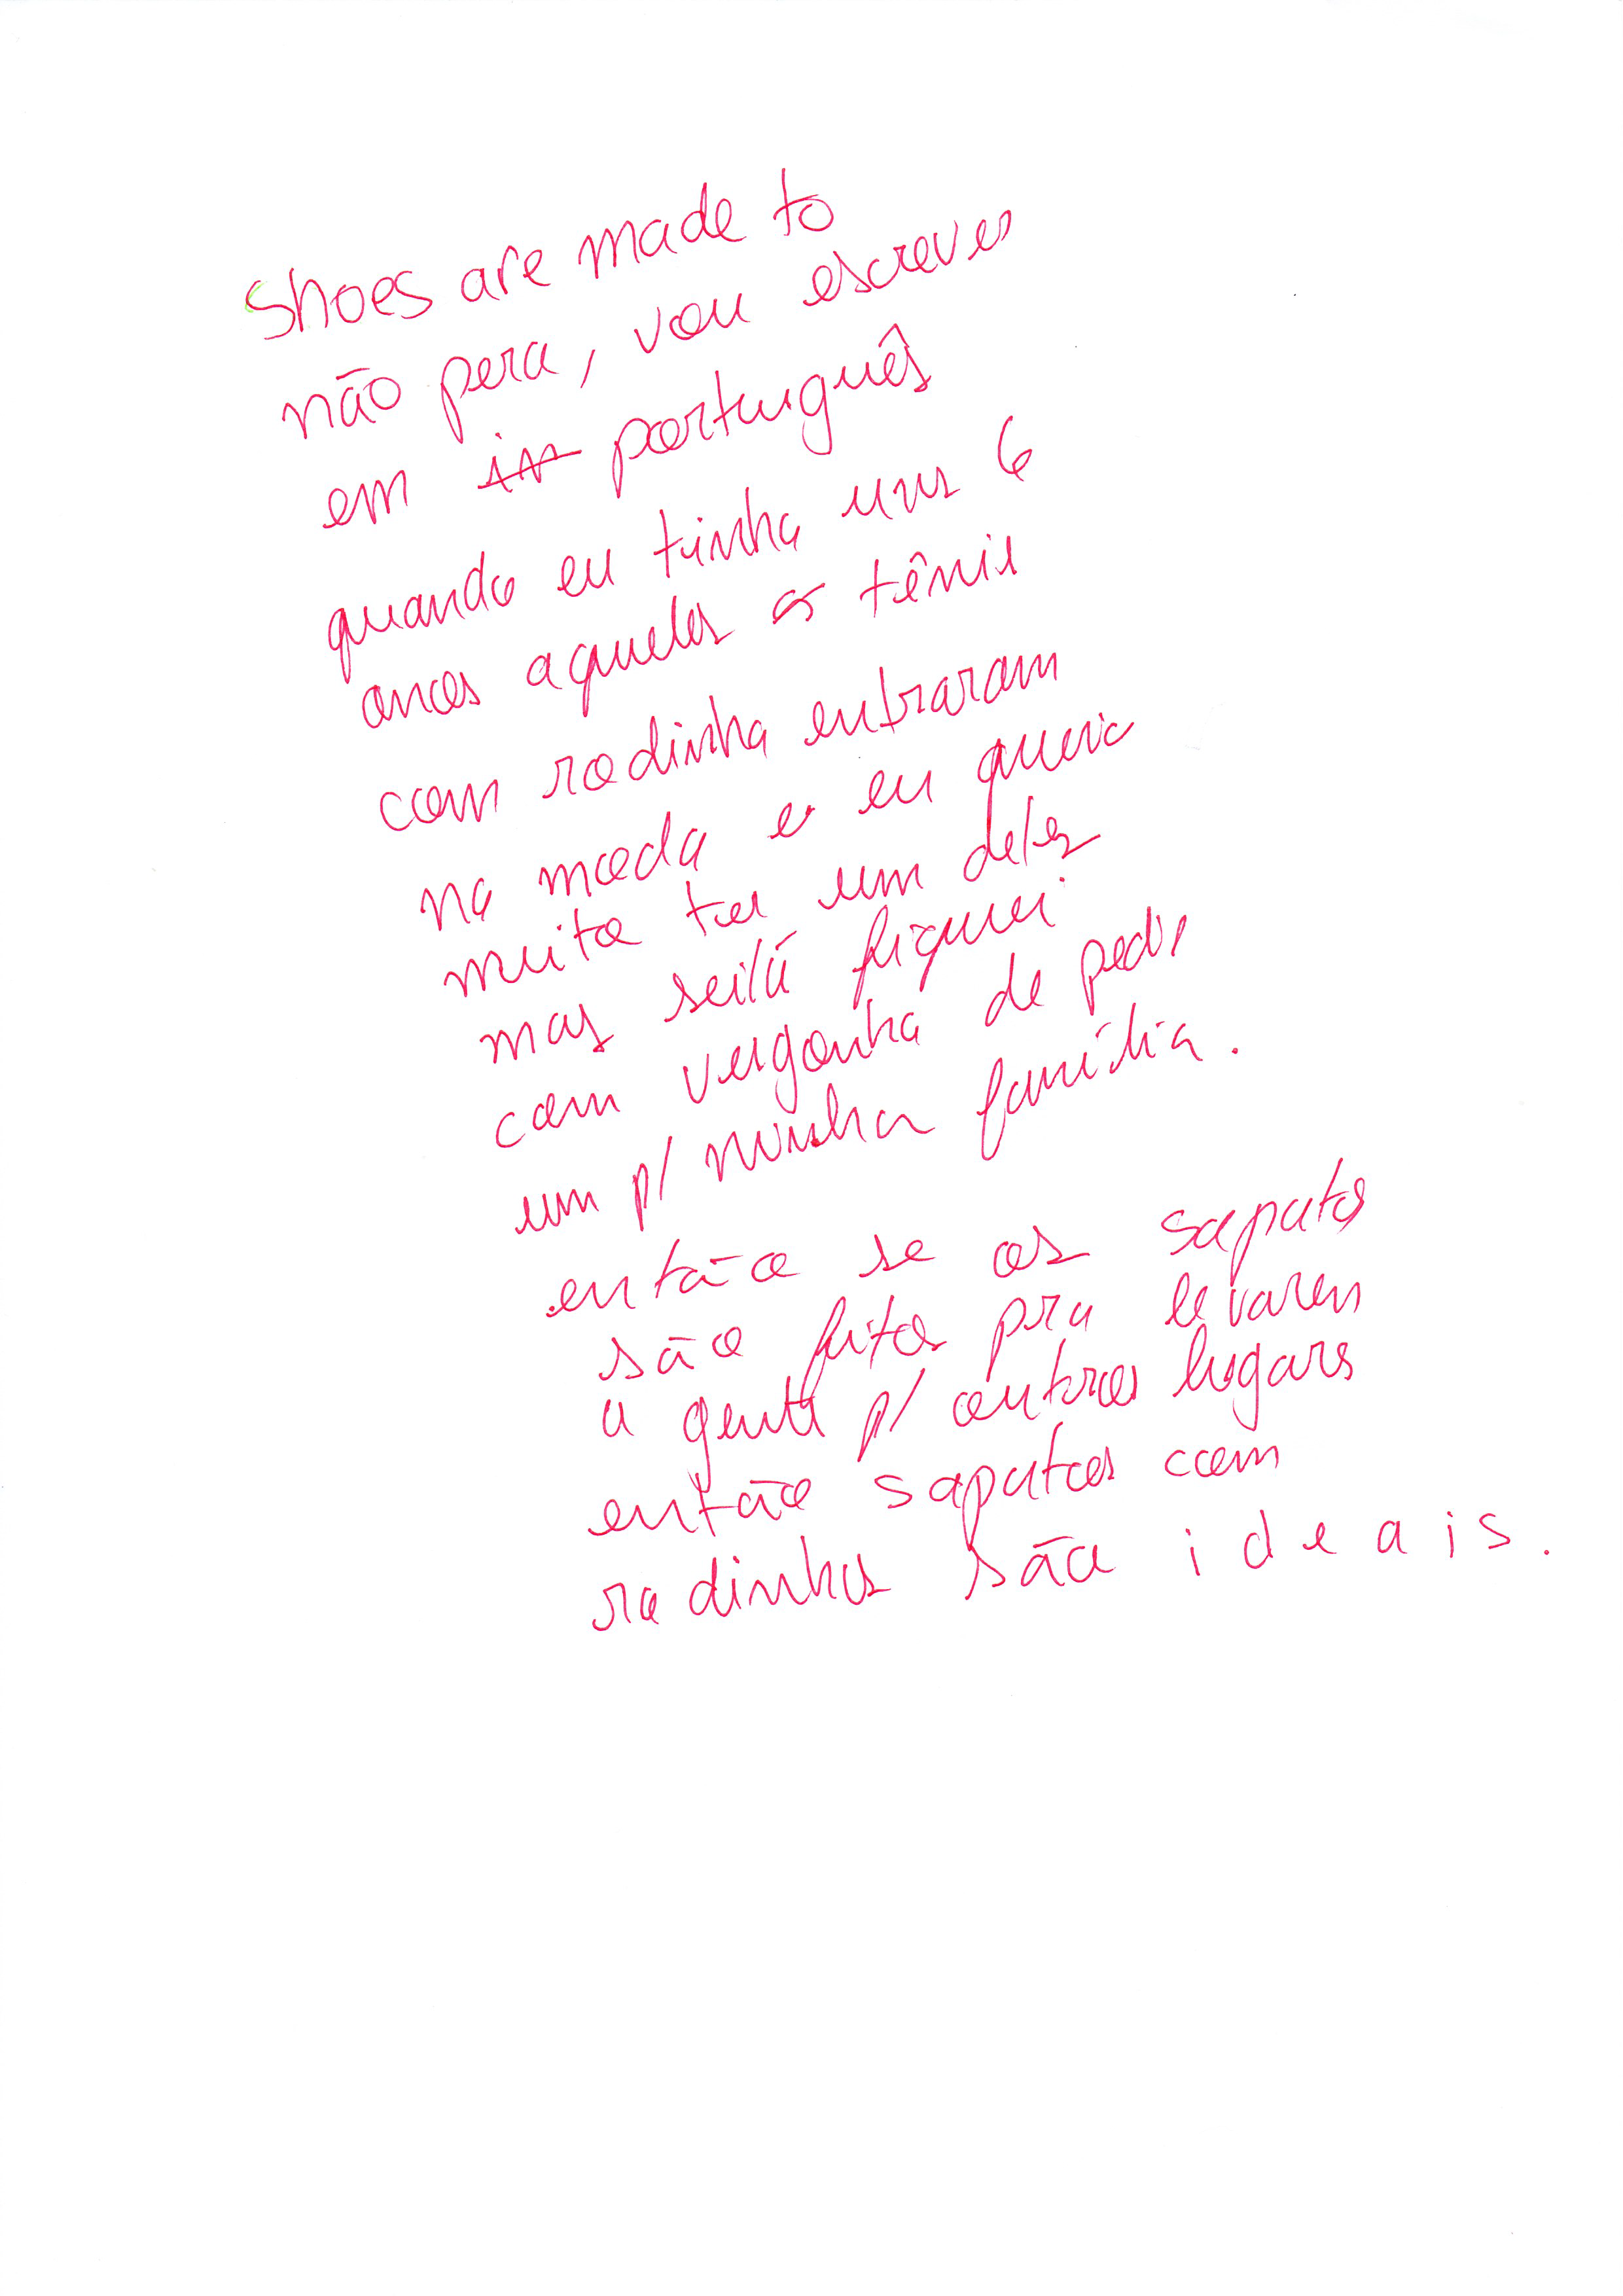 Shoes are made to
não pera, vou escrever
em in português
quando eu tinha uns 6
anos aqueles os tênis
com rodinha entraram
na moda e eu queria
muito ter um deles
mas seilá fiquei
com vergonha de pedir
um p/ minha família.
então se os sapatos
são feitos pra levarem
a gente p/ outros lugares
então sapatos com
rodinhas são ideais.